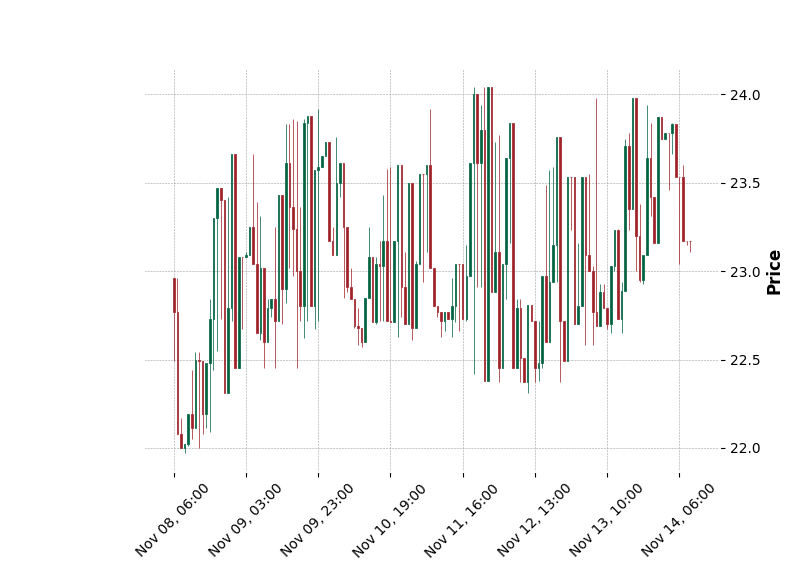 24.0
23.5
23.0
22.5
22.0
Price
Nov 08, 06:00
Nov 09, 03:00
Nov 09, 23:00
Nov 10, 19:00
Nov 11, 16:00
Nov 12, 13:00
Nov 13, 10:00
Nov 14, 06:00